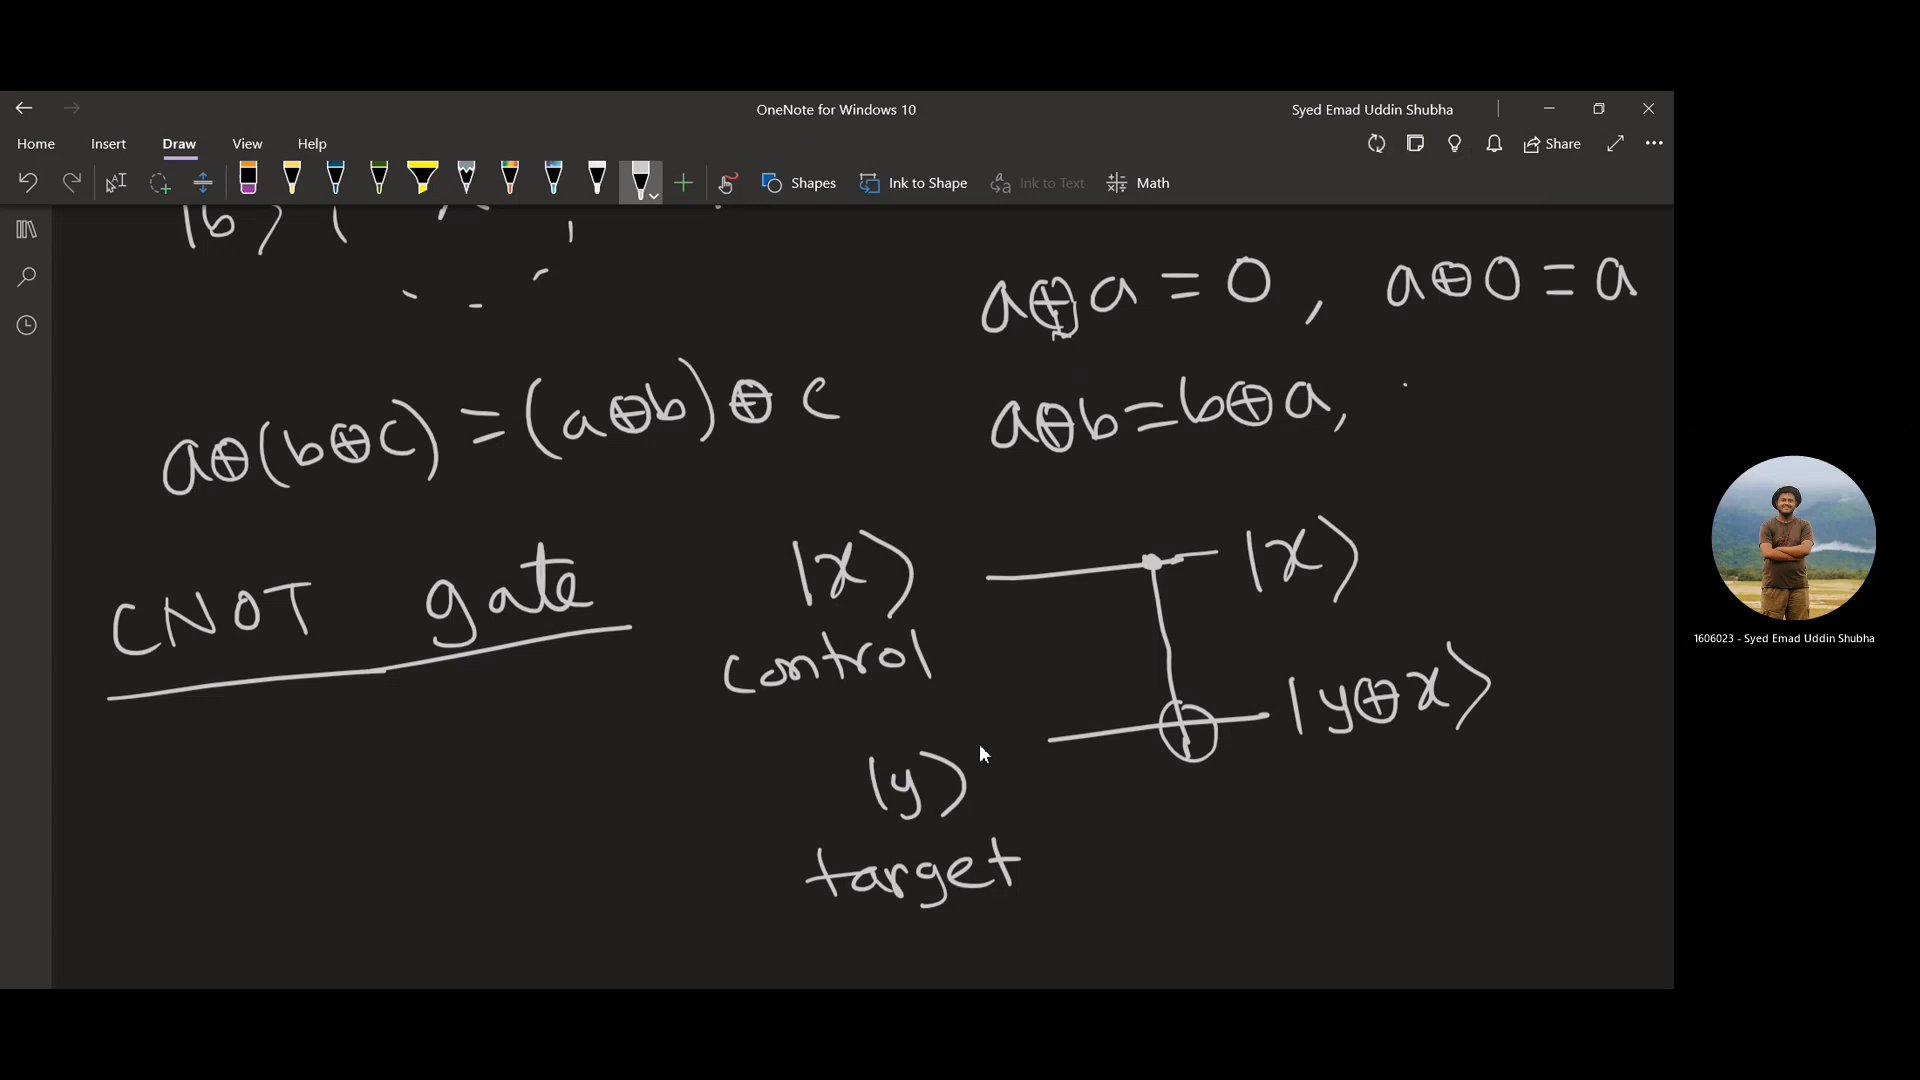 OneNote for Windows 10
Syed Emad Uddin Shubha
Home Insert Draw View Help
Share
Shapes Ink to Shape Ink to Text Math
|b⟩
a⊕a = 0, a⊕0 = a
a⊕(b⊕c) = (a⊕b)⊕c
a⊕b = b⊕a,
CNOT gate
|x⟩ |x⟩
control
|y⟩ |y⊕x⟩
target
1606023 - Syed Emad Uddin Shubha